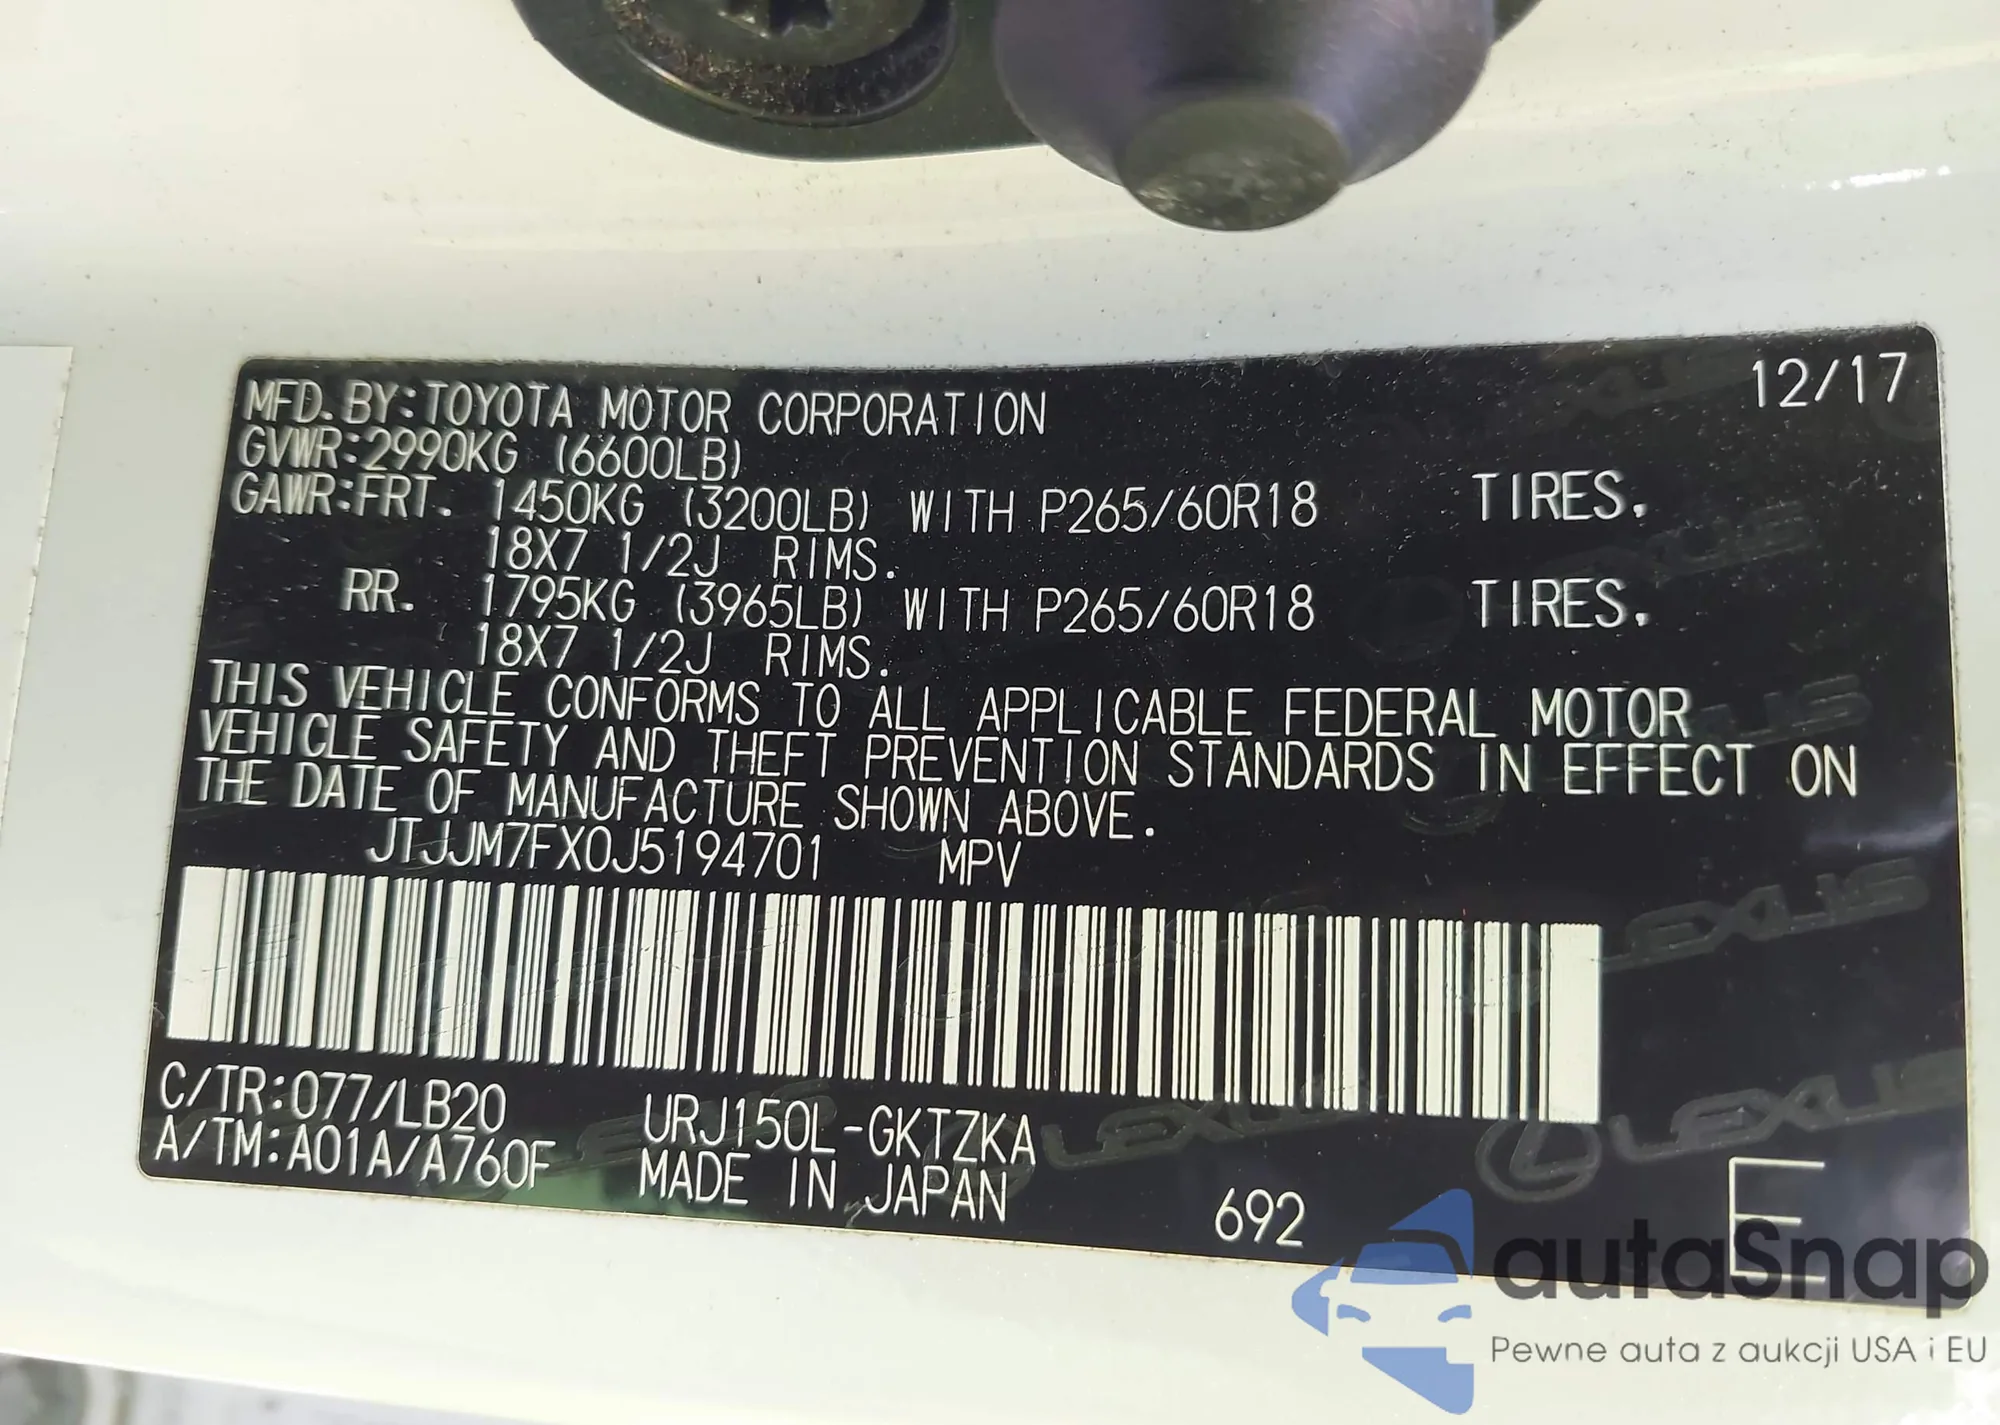 12/17
MFD.BY:TOYOTA MOTOR CORPORATION
GVWR:2990KG (6600LB)
GAWR:FRT. 1450KG (3200LB) WITH P265/60R18 TIRES.
18X7 1/2J RIMS.
RR. 1795KG (3965LB) WITH P265/60R18 TIRES.
18X7 1/2J RIMS.
THIS VEHICLE CONFORMS TO ALL APPLICABLE FEDERAL MOTOR
VEHICLE SAFETY AND THEFT PREVENTION STANDARDS IN EFFECT ON
THE DATE OF MANUFACTURE SHOWN ABOVE.
JTJJM7FX0J5194701 MPV
LEXUS
C/TR:077/LB20 URJ150L-GKTZKA
LEXUS
A/TM:A01A/A760F MADE IN JAPAN
692 E
autaSnap
Pewne auta z aukcji USA i EU